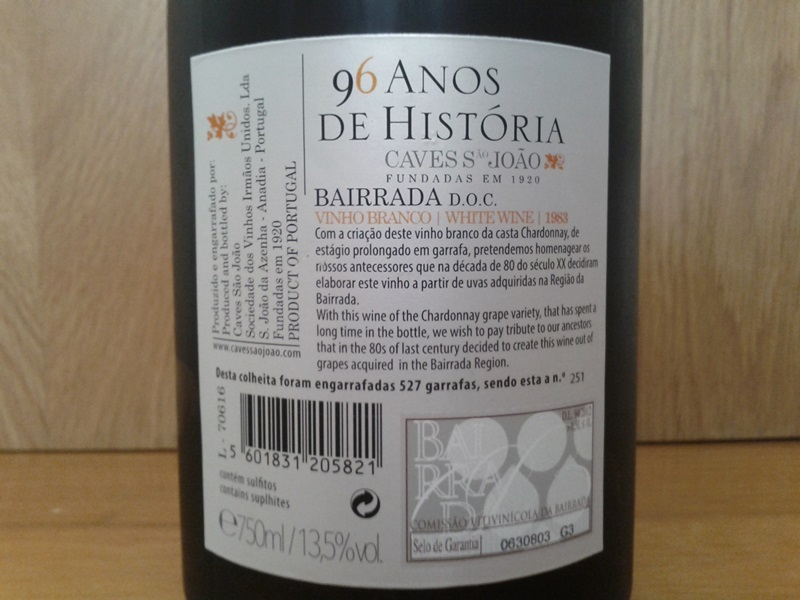 96 ANOS
DE HISTÓRIA
CAVES SÃO JOÃO
FUNDADAS EM 1920
BAIRRADA D.O.C.
VINHO BRANCO | WHITE WINE | 1983
Com a criação deste vinho branco da casta Chardonnay, de
estágio prolongado em garrafa, pretendemos homenagear os
nossos antecessores que na década de 80 do século XX decidiram
elaborar este vinho a partir de uvas adquiridas na Região da
Bairrada.
With this wine of the Chardonnay grape variety, that has spent a
long time in the bottle, we wish to pay tribute to our ancestors
that in the 80s of last century decided to create this wine out of
grapes acquired in the Bairrada Region.
Produzido e engarrafado por:
Produced and bottled by:
Caves São João
Sociedade dos Vinhos Irmãos Unidos, Lda
S. João da Azenha - Anadia - Portugal
Fundadas em 1920
PRODUCT OF PORTUGAL
www.cavessaojoao.com
Desta colheita foram engarrafadas 527 garrafas, sendo esta a n.º 251
L - 70616
5 601831 205821
contém sulfitos
contains suplhites
e750ml/13,5%vol.
BAI
RRA
D
COMISSÃO VITIVINÍCOLA DA BAIRRADA
Selo de Garantia
0630803 G3